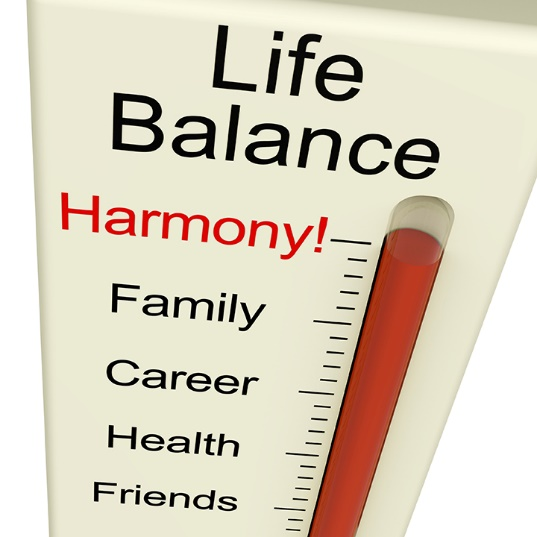 Life
Balance
Harmony!
Family
Career
Health
Friends